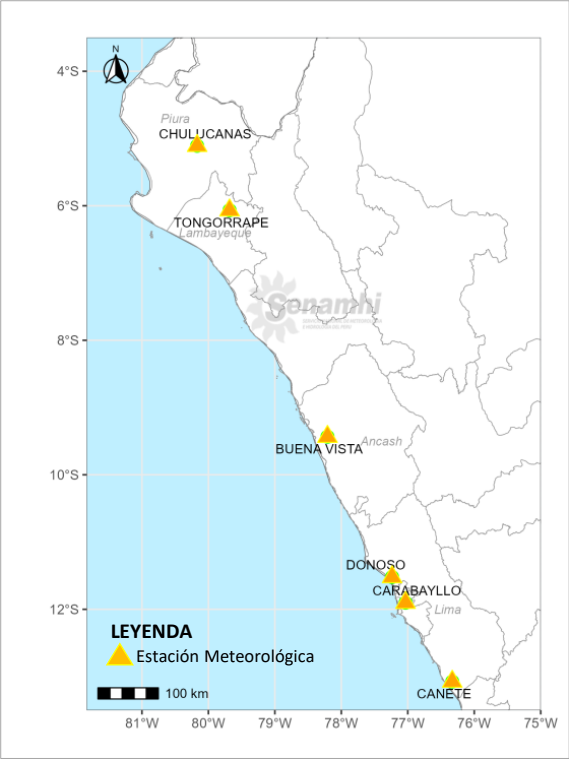 N
4°S
Piura
CHULUCANAS
6°S
TONGORRAPE
Lambayeque
Senamhi
8°S
BUENA VISTA
Ancash
10°S
DONOSO
CARABAYLLO
12°S
Lima
LEYENDA
Estación Meteorológica
100 km
CANETE
81°W 80°W 79°W 78°W 77°W 76°W 75°W